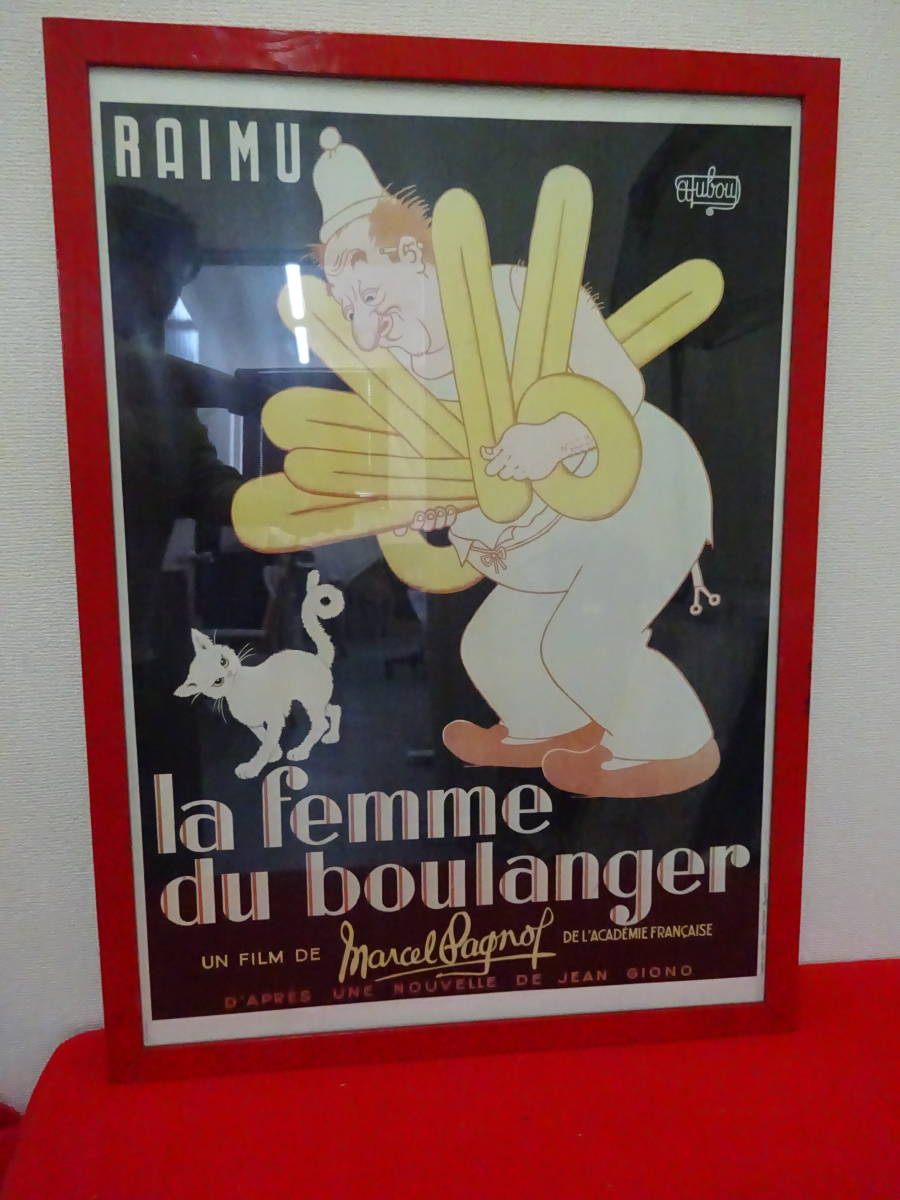 RAIMU
Dubout
la femme
du boulanger
UN FILM DE Marcel Pagnol DE L'ACADÉMIE FRANÇAISE
D'APRÈS UNE NOUVELLE DE JEAN GIONO